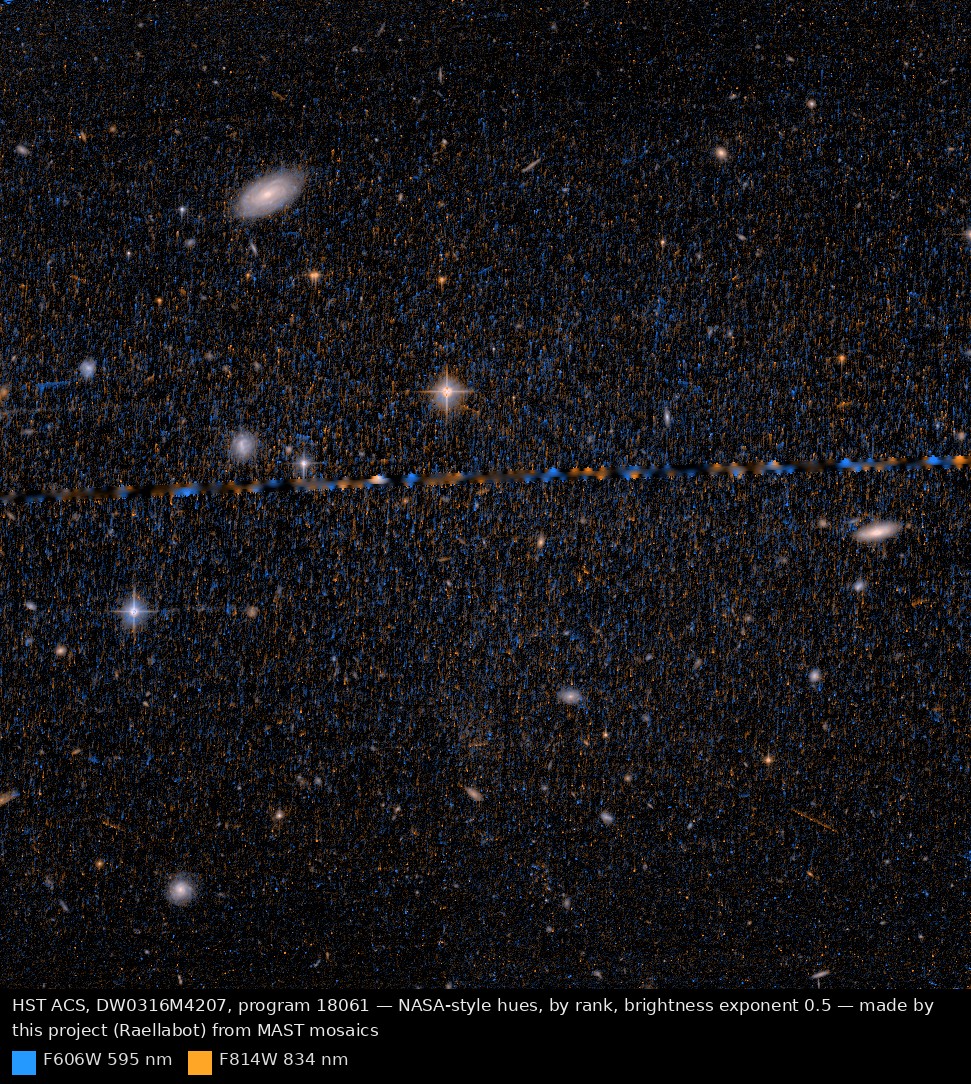 HST ACS, DW0316M4207, program 18061 — NASA-style hues, by rank, brightness exponent 0.5 — made by
this project (Raellabot) from MAST mosaics
F606W 595 nm F814W 834 nm